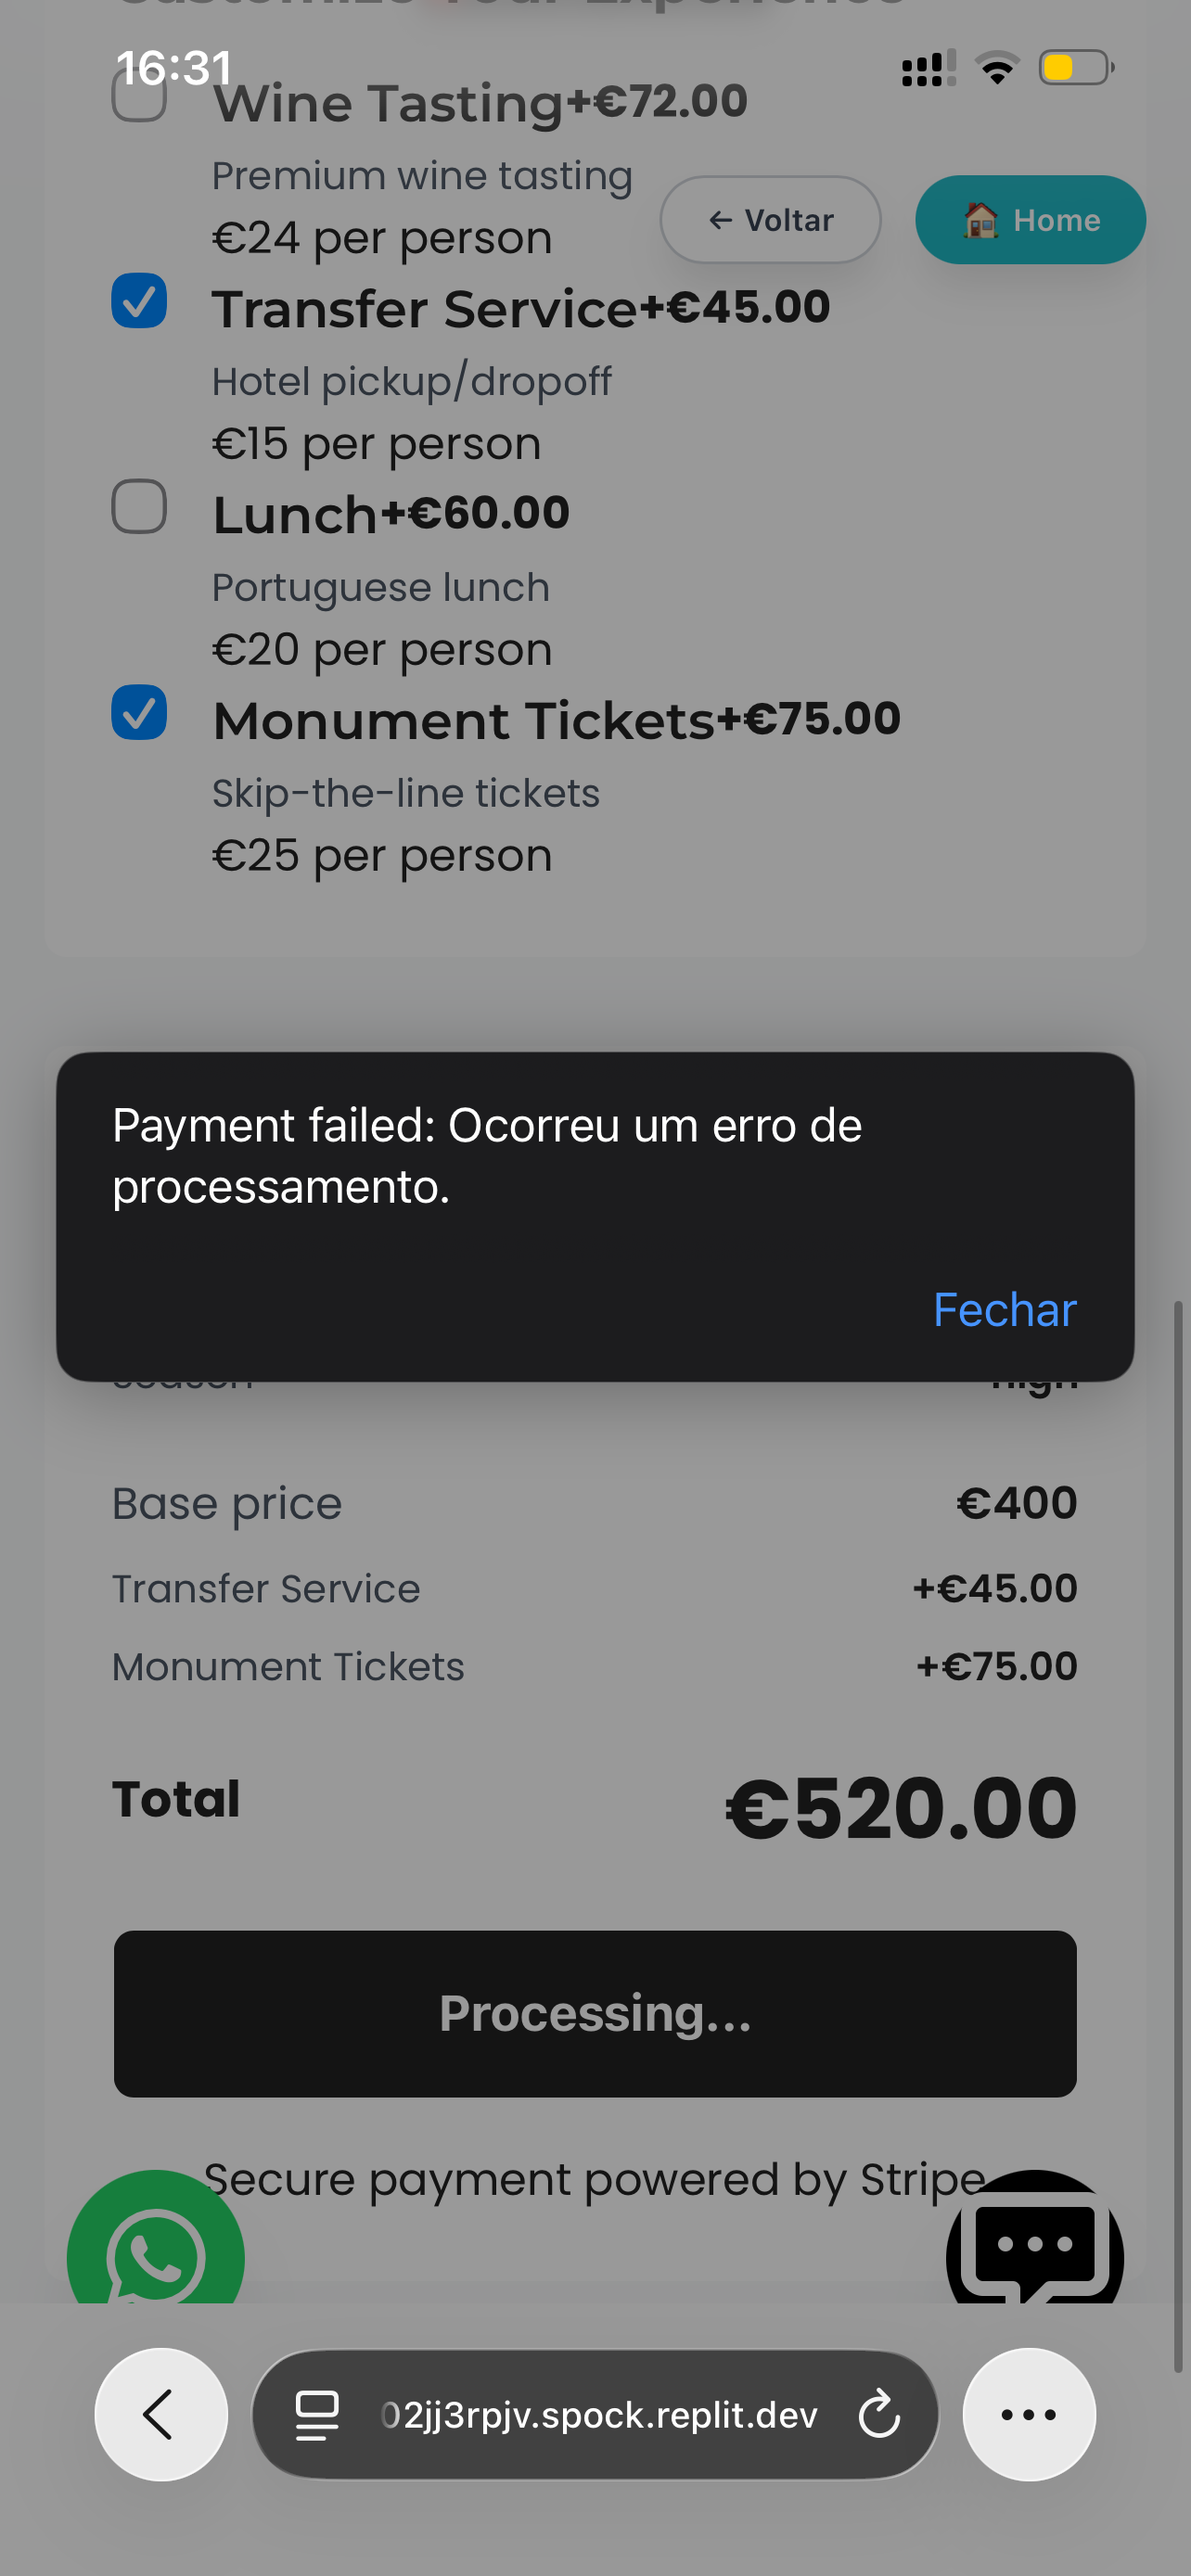 16:31
Wine Tasting+€72.00
Premium wine tasting
← Voltar
🏠 Home
€24 per person
Transfer Service+€45.00
Hotel pickup/dropoff
€15 per person
Lunch+€60.00
Portuguese lunch
€20 per person
Monument Tickets+€75.00
Skip-the-line tickets
€25 per person
Payment failed: Ocorreu um erro de
processamento.
Fechar
Base price €400
Transfer Service +€45.00
Monument Tickets +€75.00
Total €520.00
Processing...
Secure payment powered by Stripe
02jj3rpjv.spock.replit.dev